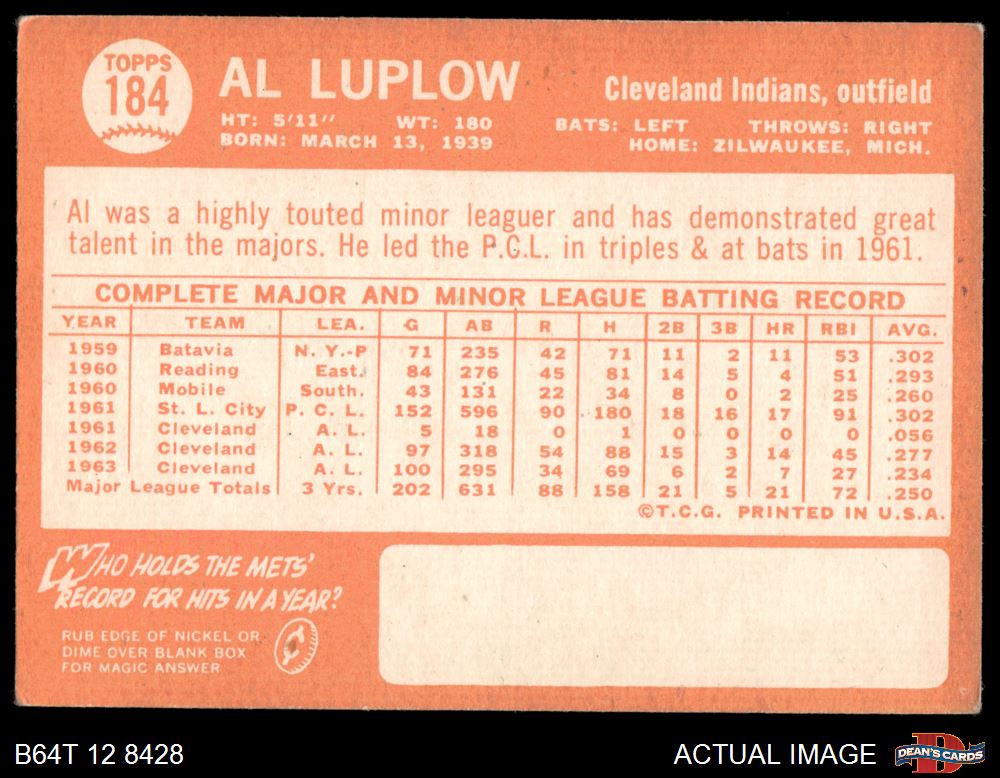 TOPPS
184
AL LUPLOW
Cleveland Indians, outfield
HT: 5'11" WT: 180 BATS: LEFT THROWS: RIGHT
BORN: MARCH 13, 1939 HOME: ZILWAUKEE, MICH.
Al was a highly touted minor leaguer and has demonstrated great
talent in the majors. He led the P.C.L. in triples & at bats in 1961.
COMPLETE MAJOR AND MINOR LEAGUE BATTING RECORD
YEAR TEAM LEA. G AB R H 2B 3B HR RBI AVG.
1959 Batavia N. Y.-P 71 235 42 71 11 2 11 53 .302
1960 Reading East. 84 276 45 81 14 5 4 51 .293
1960 Mobile South. 43 131 22 34 8 0 2 25 .260
1961 St. L. City P. C. L. 152 596 90 180 18 16 17 91 .302
1961 Cleveland A. L. 5 18 0 1 0 0 0 0 .056
1962 Cleveland A. L. 97 318 54 88 15 3 14 45 .277
1963 Cleveland A. L. 100 295 34 69 6 2 7 27 .234
Major League Totals 3 Yrs. 202 631 88 158 21 5 21 72 .250
©T.C.G. PRINTED IN U.S.A.
WHO HOLDS THE METS'
RECORD FOR HITS IN A YEAR?
RUB EDGE OF NICKEL OR
DIME OVER BLANK BOX
FOR MAGIC ANSWER
B64T 12 8428
ACTUAL IMAGE
D
DEAN'S CARDS